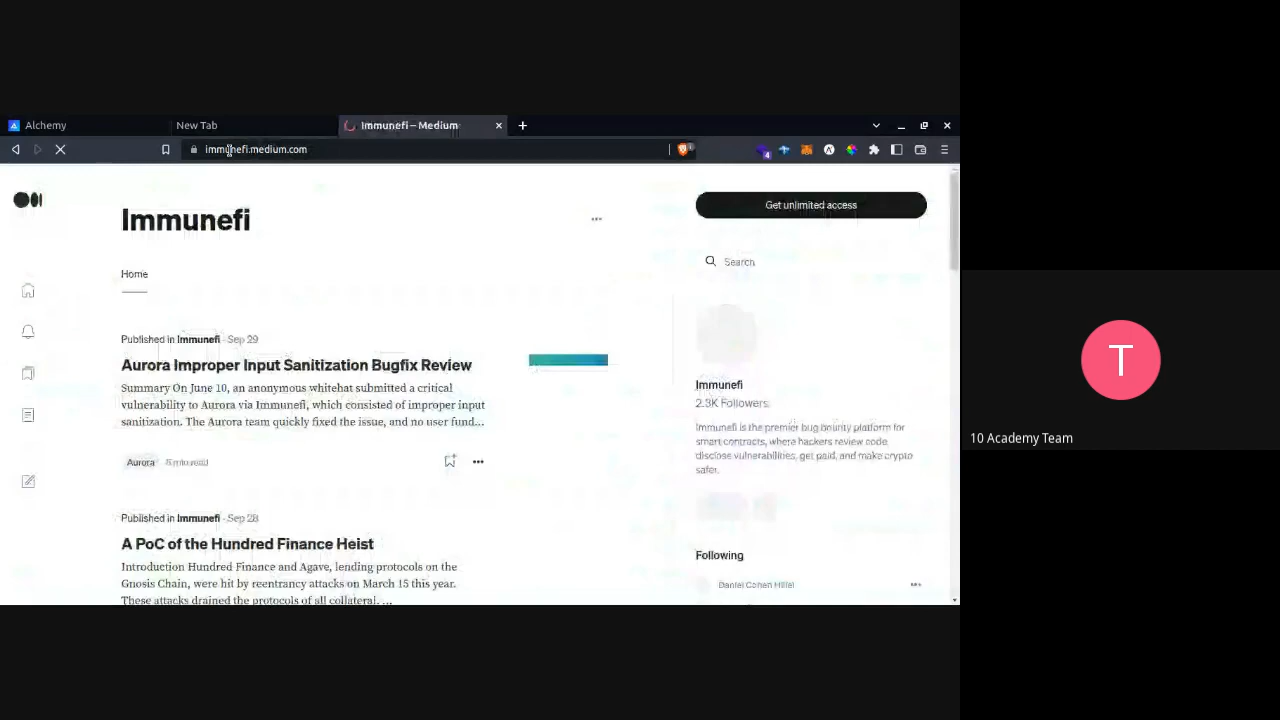 Alchemy
New Tab
Immunefi – Medium
immunefi.medium.com
4
1
Immunefi
Get unlimited access
Search
Home
Published in Immunefi · Sep 29
Aurora Improper Input Sanitization Bugfix Review
Summary On June 10, an anonymous whitehat submitted a critical
vulnerability to Aurora via Immunefi, which consisted of improper input
sanitization. The Aurora team quickly fixed the issue, and no user fund...
Aurora
min read
Published in Immunefi · Sep 28
A PoC of the Hundred Finance Heist
Introduction Hundred Finance and Agave, lending protocols on the
Gnosis Chain, were hit by reentrancy attacks on March 15 this year.
These attacks drained the protocols of all collateral. ...
Immunefi
2.3K Followers
Immunefi is the premier bug bounty platform for
smart contracts, where hackers review code,
disclose vulnerabilities, get paid, and make crypto
safer.
Following
Daniel Cohen Hillel
T
10 Academy Team